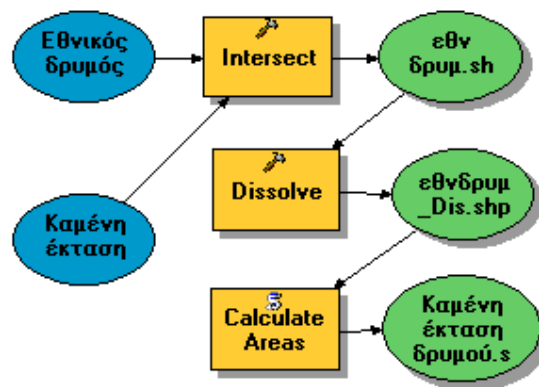 Εθνικός
δρυμός
Intersect
εθν
δρυμ.sh
Dissolve
εθνδρυμ
_Dis.shp
Καμένη
έκταση
Calculate
Areas
Καμένη
έκταση
δρυμού.s